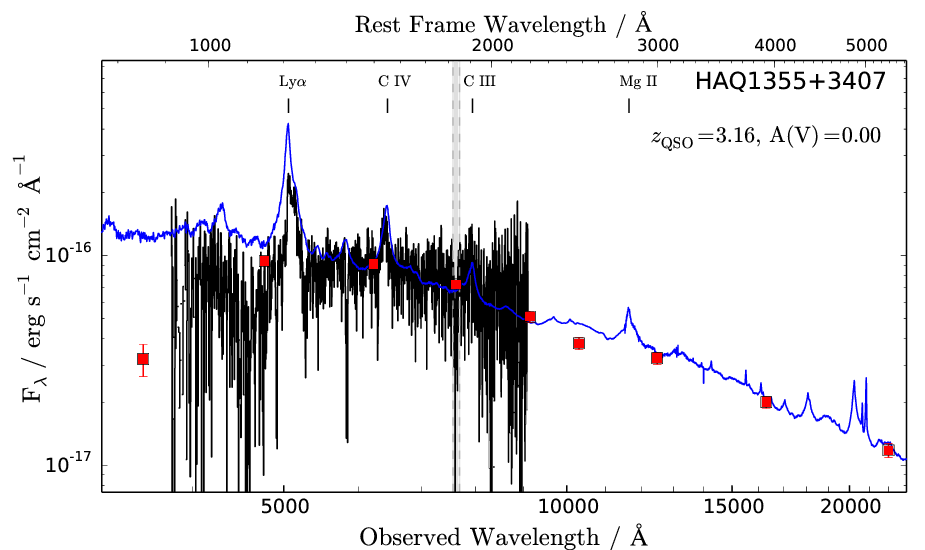 Rest Frame Wavelength / Å
1000 2000 3000 4000 5000
Lyα C IV C III Mg II
HAQ1355+3407
z_QSO=3.16, A(V)=0.00
F_λ / erg s⁻¹ cm⁻² Å⁻¹
10⁻¹⁶
10⁻¹⁷
5000 10000 15000 20000
Observed Wavelength / Å